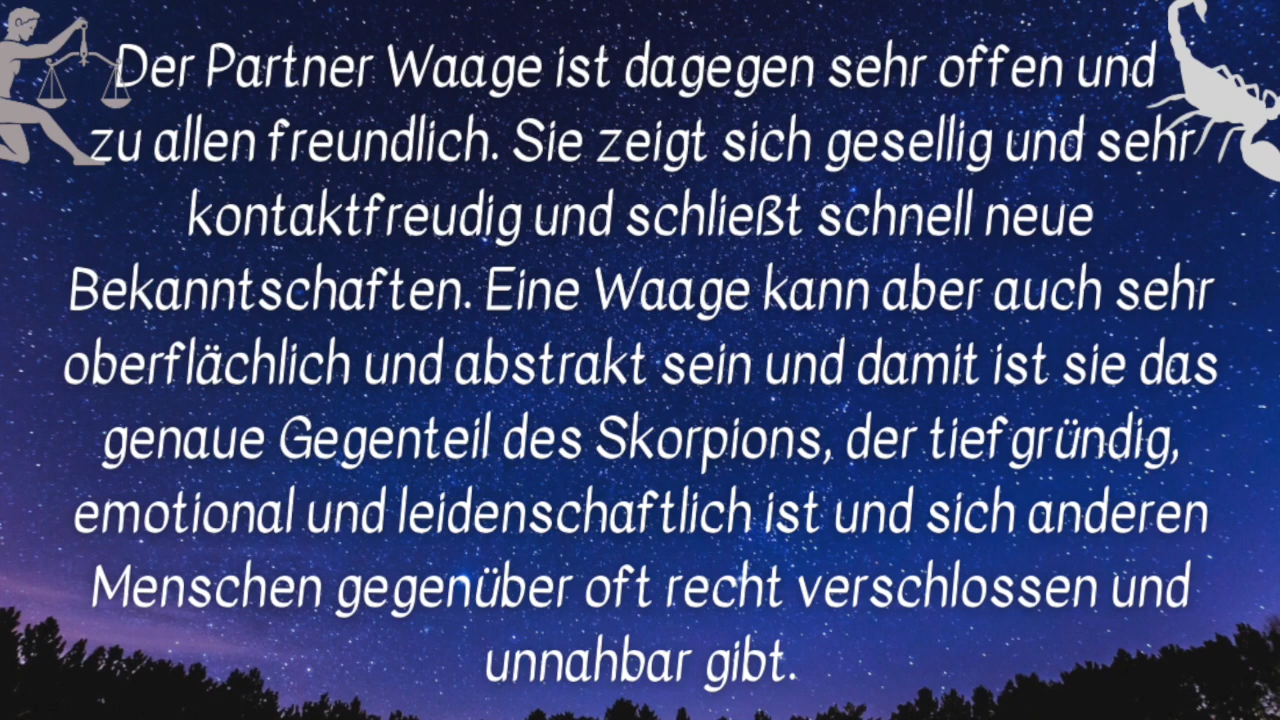 Der Partner Waage ist dagegen sehr offen und
zu allen freundlich. Sie zeigt sich gesellig und sehr
kontaktfreudig und schließt schnell neue
Bekanntschaften. Eine Waage kann aber auch sehr
oberflächlich und abstrakt sein und damit ist sie das
genaue Gegenteil des Skorpions, der tiefgründig,
emotional und leidenschaftlich ist und sich anderen
Menschen gegenüber oft recht verschlossen und
unnahbar gibt.